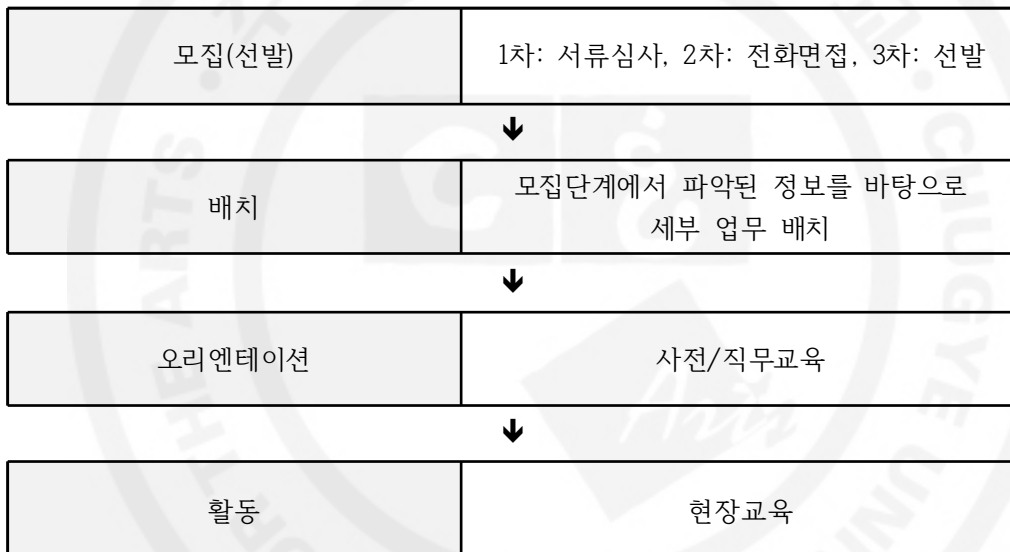 모집(선발)
1차: 서류심사, 2차: 전화면접, 3차: 선발
배치
모집단계에서 파악된 정보를 바탕으로
세부 업무 배치
오리엔테이션
사전/직무교육
활동
현장교육